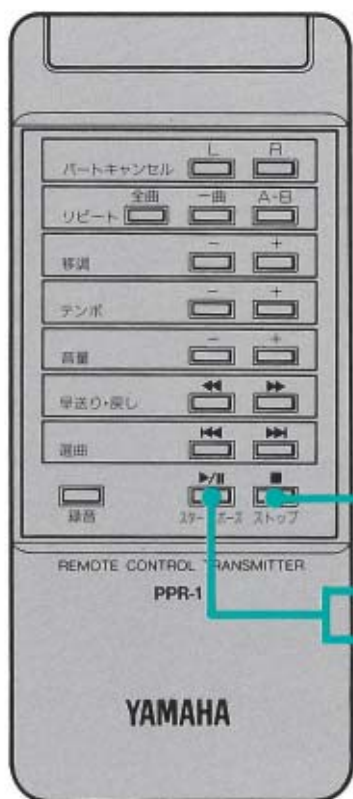 L R
パートキャンセル
全曲 一曲 A-B
リピート
- +
移調
- +
テンポ
- +
音量
◀◀ ▶▶
早送り・戻し
|◀◀ ▶▶|
選曲
▶/II ■
録音 スタート/ポーズ ストップ
REMOTE CONTROL TRANSMITTER
PPR-1
YAMAHA